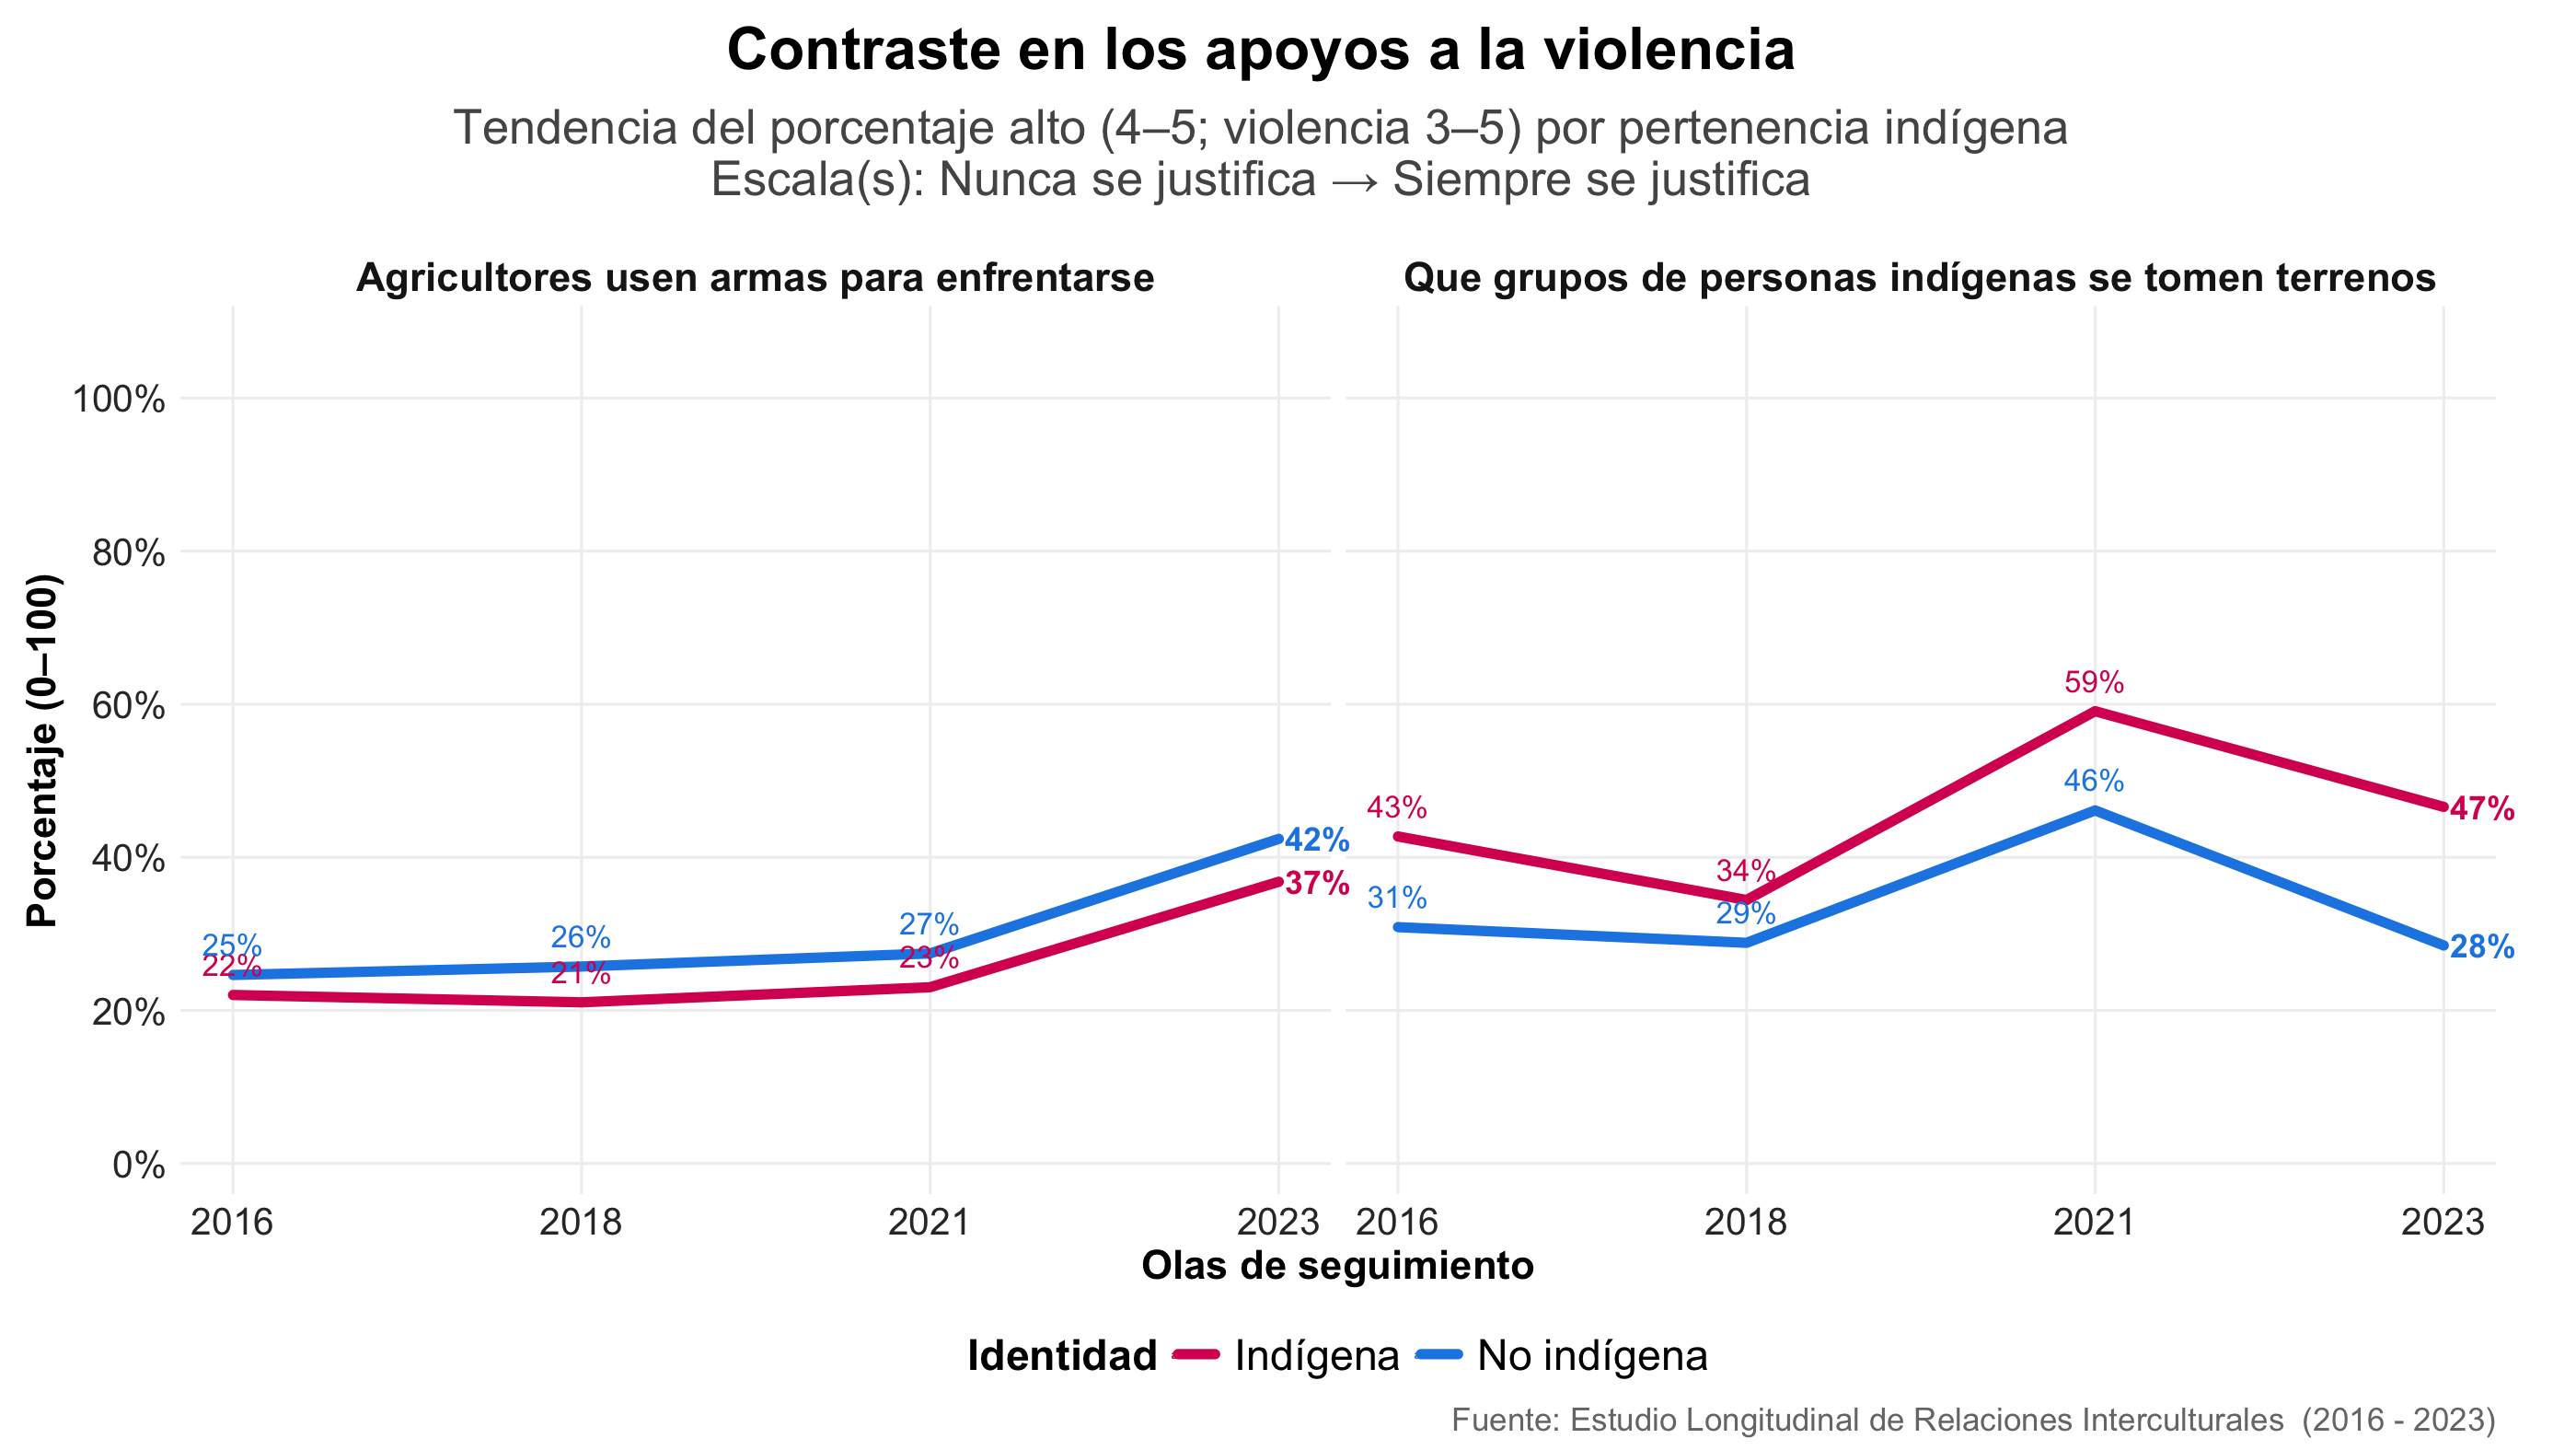 Contraste en los apoyos a la violencia
Tendencia del porcentaje alto (4–5; violencia 3–5) por pertenencia indígena
Escala(s): Nunca se justifica → Siempre se justifica
Agricultores usen armas para enfrentarse
Que grupos de personas indígenas se tomen terrenos
Porcentaje (0–100)
100%
80%
60%
40%
20%
0%
25%
22%
26%
21%
27%
23%
42%
37%
43%
31%
34%
29%
59%
46%
47%
28%
2016 2018 2021 2023
2016 2018 2021 2023
Olas de seguimiento
Identidad Indígena No indígena
Fuente: Estudio Longitudinal de Relaciones Interculturales (2016 - 2023)